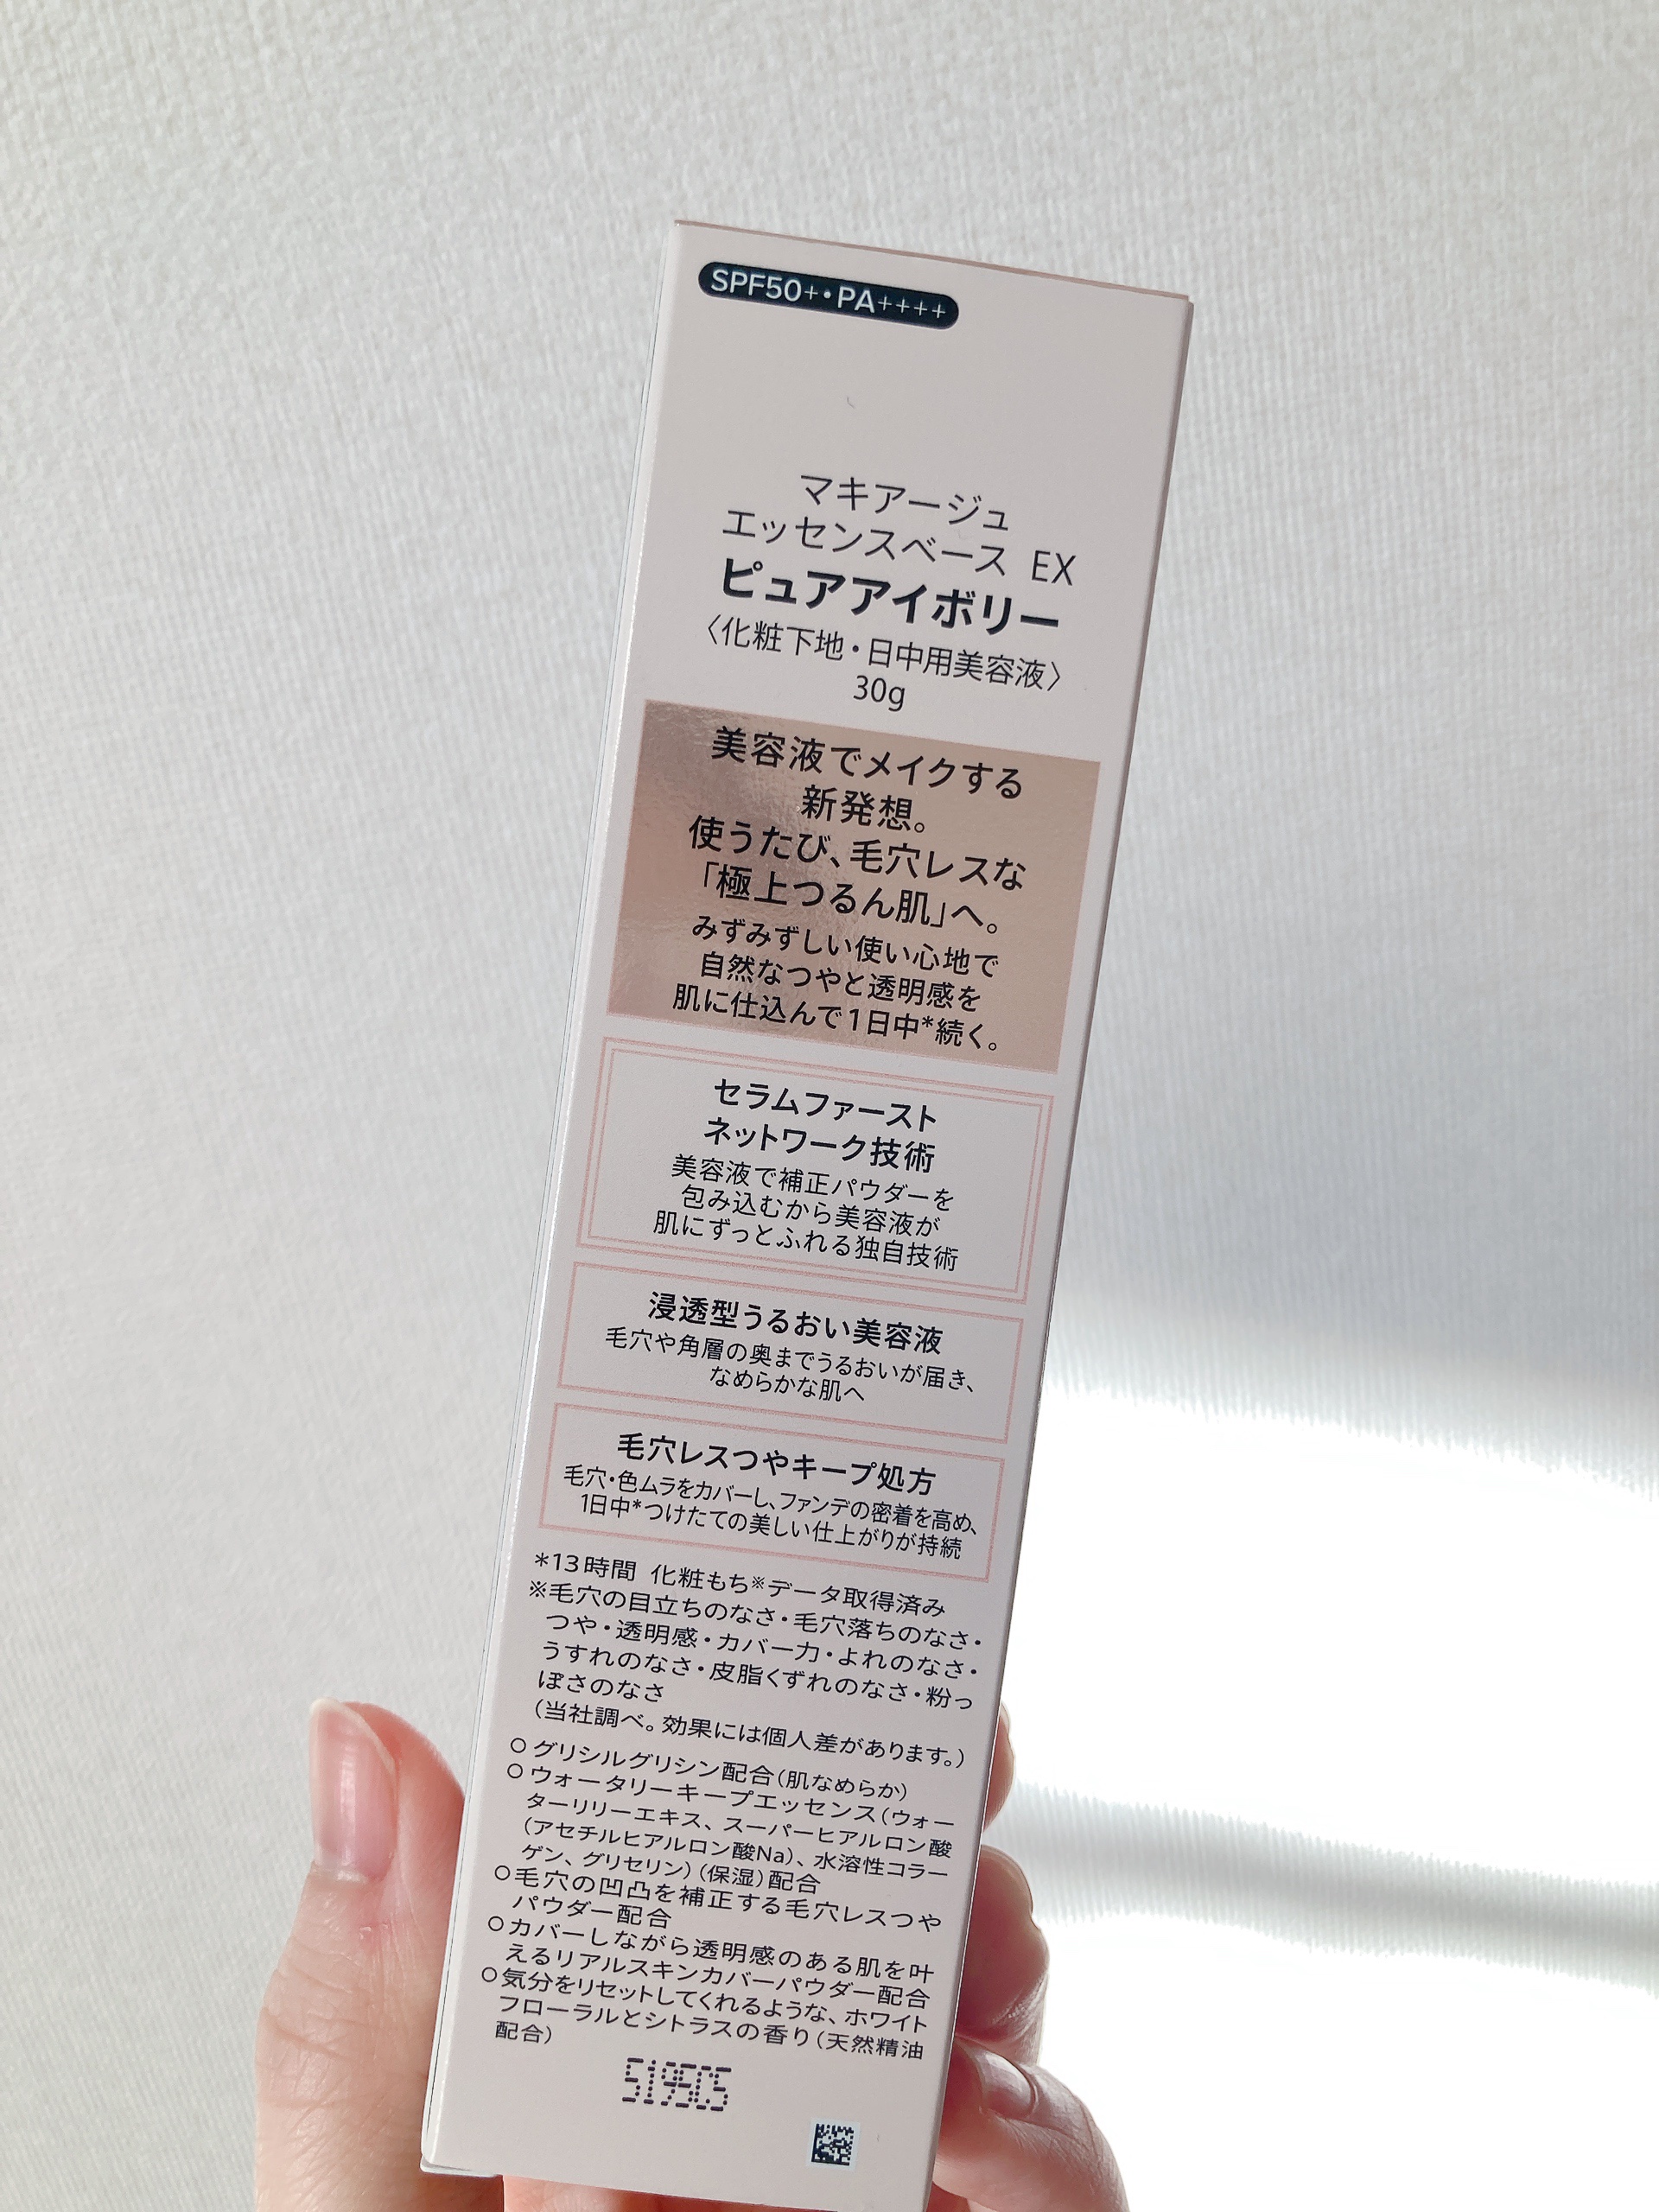 SPF50+・PA++++
マキアージュ
エッセンスベース EX
ピュアアイボリー
〈化粧下地・日中用美容液〉
30g
美容液でメイクする
新発想。
使うたび、毛穴レスな
「極上つるん肌」へ。
みずみずしい使い心地で
自然なつやと透明感を
肌に仕込んで1日中*続く。
セラムファースト
ネットワーク技術
美容液で補正パウダーを
包み込むから美容液が
肌にずっとふれる独自技術
浸透型うるおい美容液
毛穴や角層の奥までうるおいが届き、
なめらかな肌へ
毛穴レスつやキープ処方
毛穴・色ムラをカバーし、ファンデの密着を高め、
1日中*つけたての美しい仕上がりが持続
*13時間 化粧もち※データ取得済み
※毛穴の目立ちのなさ・毛穴落ちのなさ・
つや・透明感・カバー力・よれのなさ・
うすれのなさ・皮脂くずれのなさ・粉っ
ぽさのなさ
(当社調べ。効果には個人差があります。)
○グリシルグリシン配合(肌なめらか)
○ウォータリーキープエッセンス(ウォー
ターリリーエキス、スーパーヒアルロン酸
(アセチルヒアルロン酸Na)、水溶性コラー
ゲン、グリセリン)(保湿)配合
○毛穴の凹凸を補正する毛穴レスつや
パウダー配合
○カバーしながら透明感のある肌を叶
えるリアルスキンカバーパウダー配合
○気分をリセットしてくれるような、ホワイト
フローラルとシトラスの香り(天然精油
配合)
519505